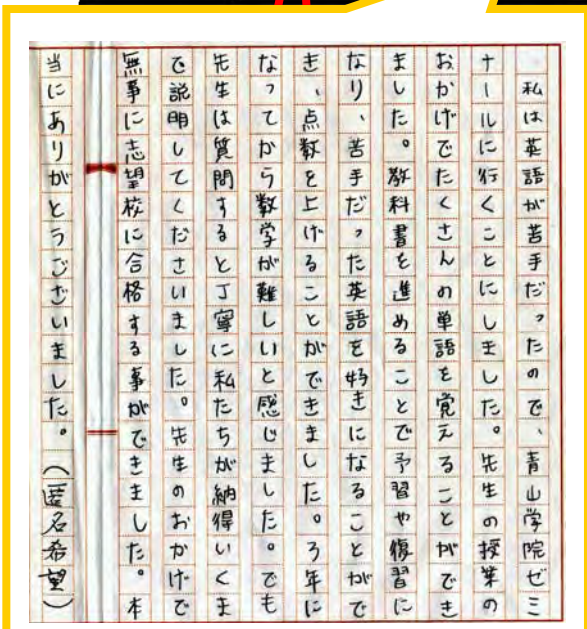 私は英語が苦手だったので、青山学院ゼミ
ナールに行くことにしました。先生の授業の
おかげでたくさんの単語を覚えることができ
ました。教科書を進めることで予習や復習に
なり、苦手だった英語を好きになることがで
き、点数を上げることができました。3年に
なってから数学が難しいと感じました。でも
先生は質問すると丁寧に私たちが納得いくま
で説明してくださいました。先生のおかげで
無事に志望校に合格する事ができました。本
当にありがとうございました。(匿名希望)